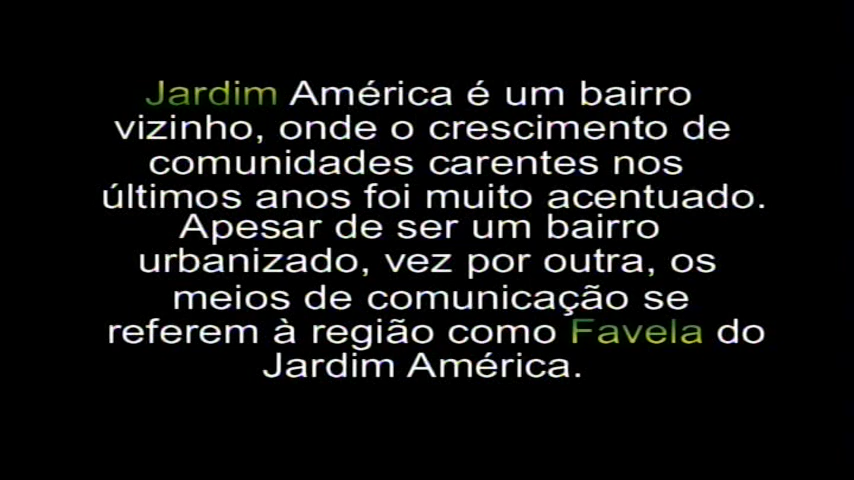 Jardim América é um bairro
vizinho, onde o crescimento de
comunidades carentes nos
últimos anos foi muito acentuado.
Apesar de ser um bairro
urbanizado, vez por outra, os
meios de comunicação se
referem à região como Favela do
Jardim América.